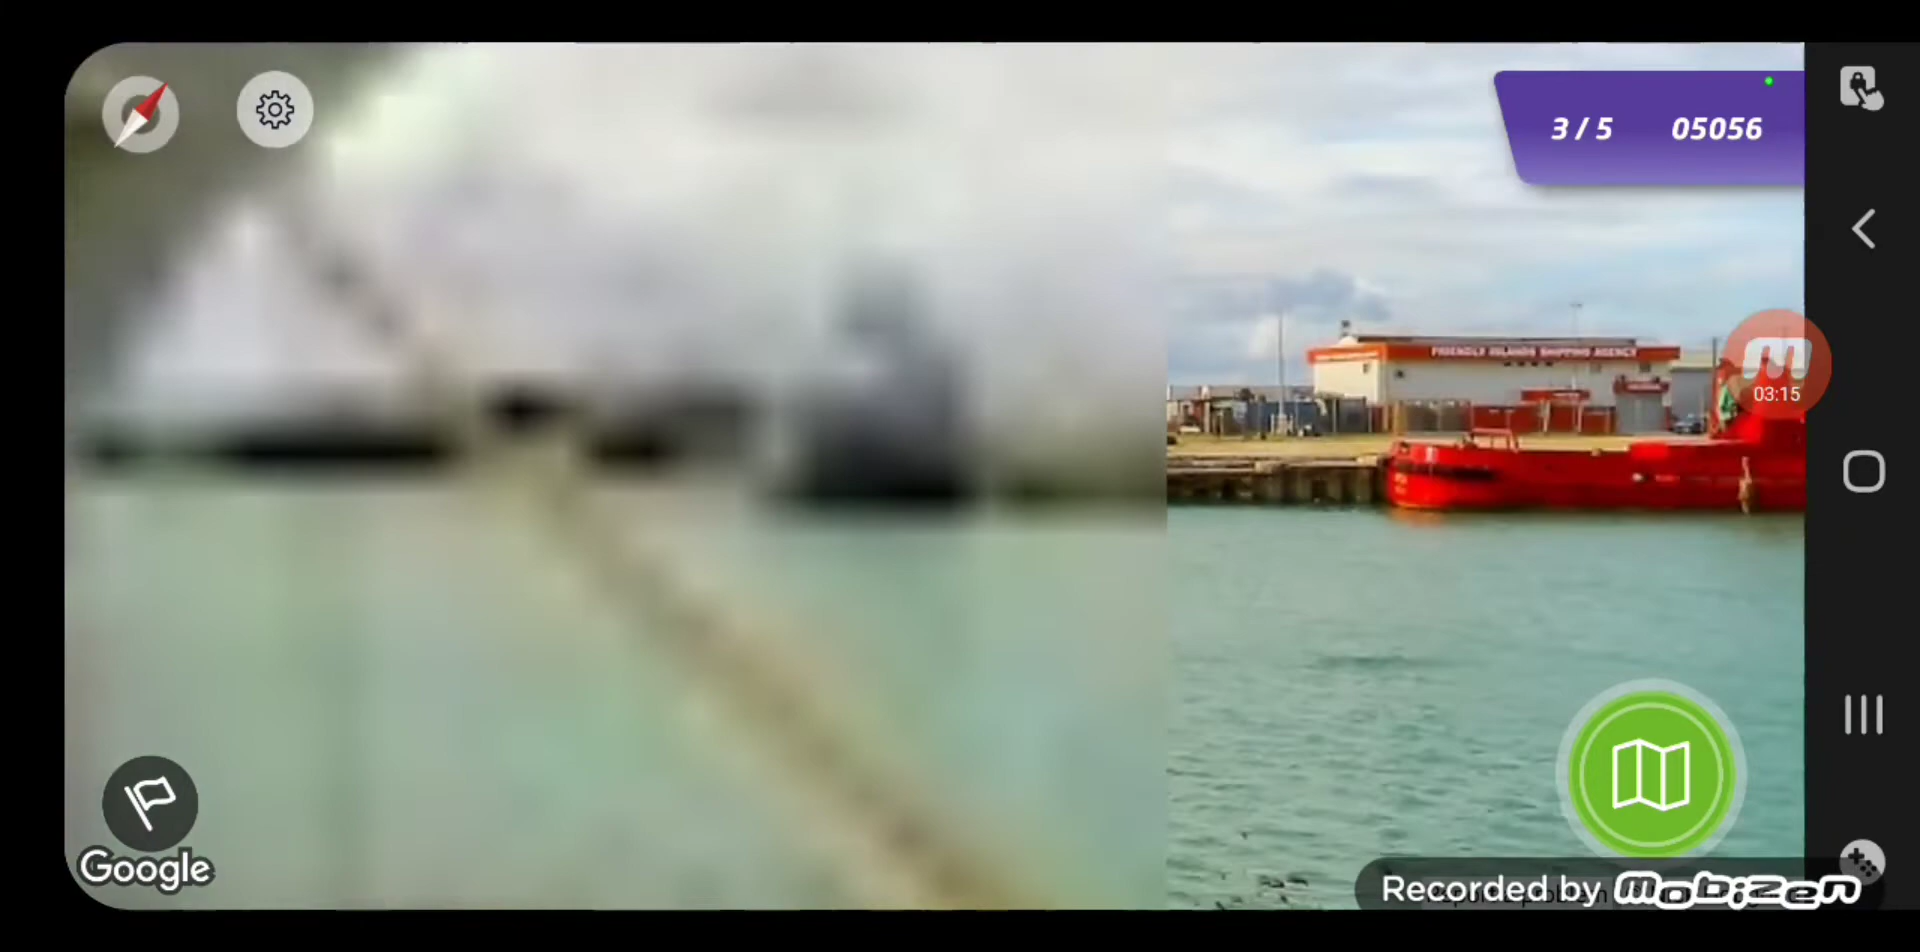 3 / 5 05056
FRIENDLY ISLANDS SHIPPING AGENCY
03:15
Google
Recorded by Mobizen